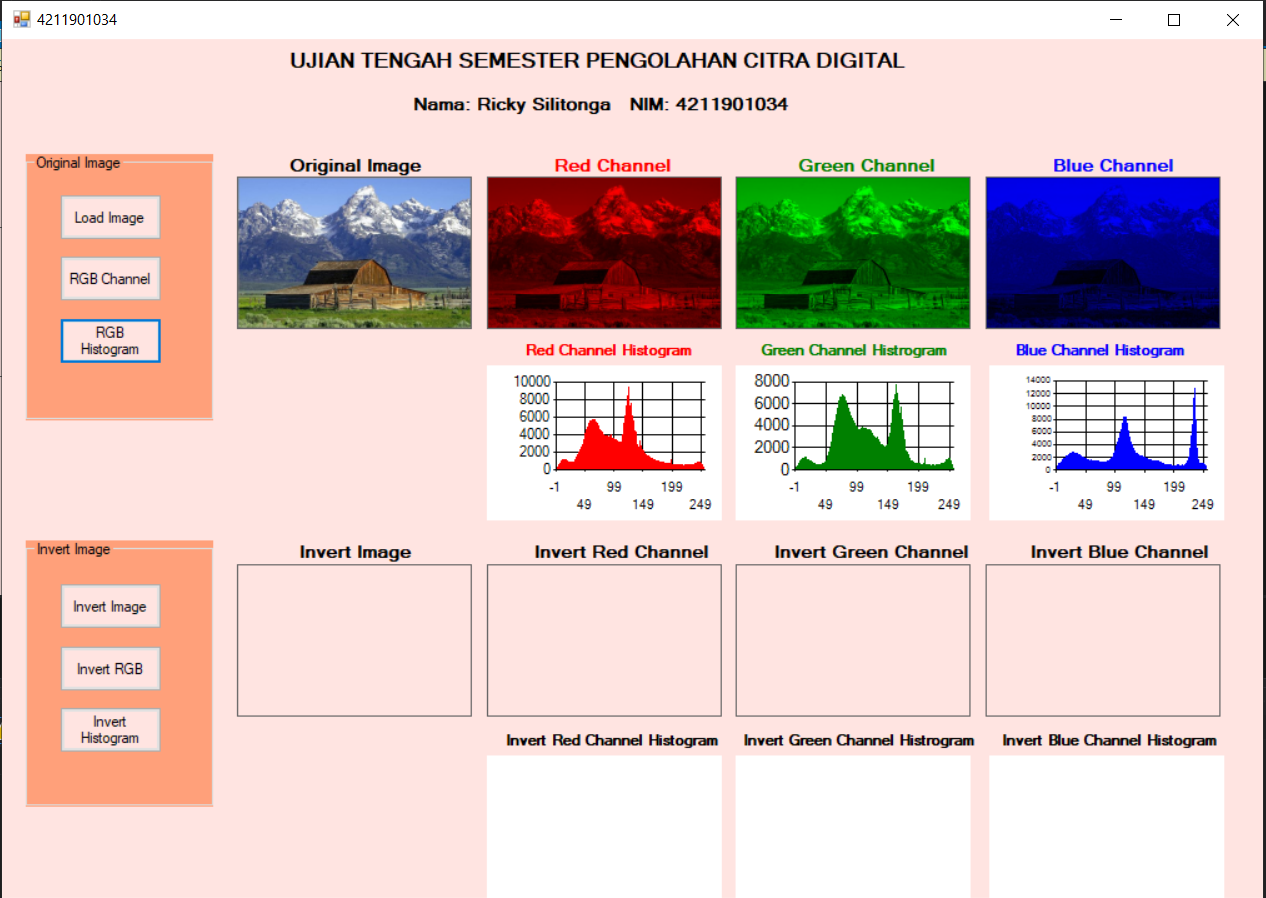 4211901034
UJIAN TENGAH SEMESTER PENGOLAHAN CITRA DIGITAL
Nama: Ricky Silitonga NIM: 4211901034
Original Image
Load Image
RGB Channel
RGB
Histogram
Original Image
Red Channel
Green Channel
Blue Channel
Red Channel Histogram
Green Channel Histrogram
Blue Channel Histogram
10000
8000
6000
4000
2000
0
-1 99 199
49 149 249
8000
6000
4000
2000
0
-1 99 199
49 149 249
14000
12000
10000
8000
6000
4000
2000
0
-1 99 199
49 149 249
Invert Image
Invert Image
Invert RGB
Invert
Histogram
Invert Image
Invert Red Channel
Invert Green Channel
Invert Blue Channel
Invert Red Channel Histogram
Invert Green Channel Histrogram
Invert Blue Channel Histogram